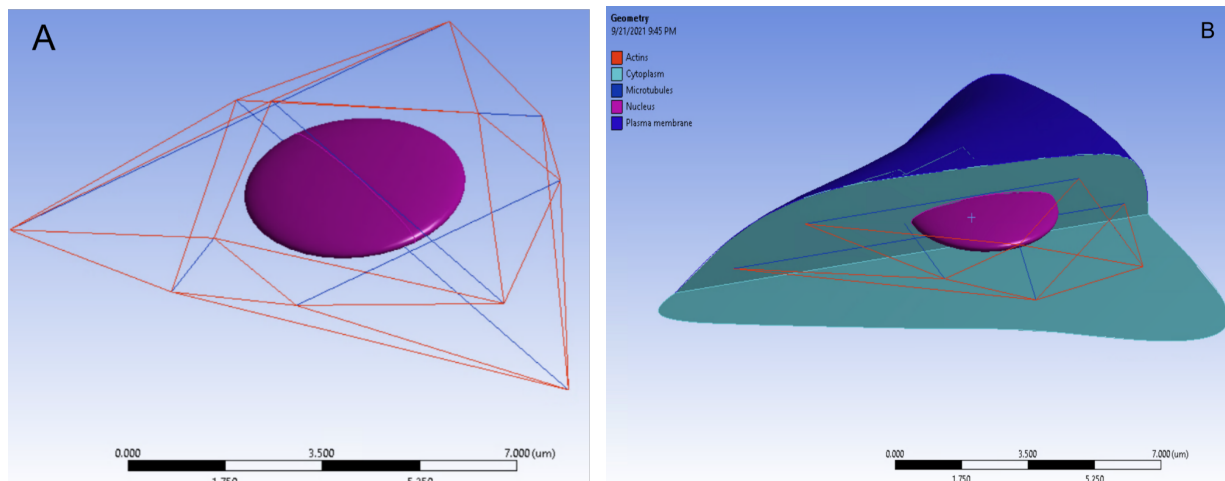 A
0.000 3.500 7.000 (um)
1.750 5.250
Geometry
9/21/2021 9:45 PM
B
Actins
Cytoplasm
Microtubules
Nucleus
Plasma membrane
0.000 3.500 7.000 (um)
1.750 5.250